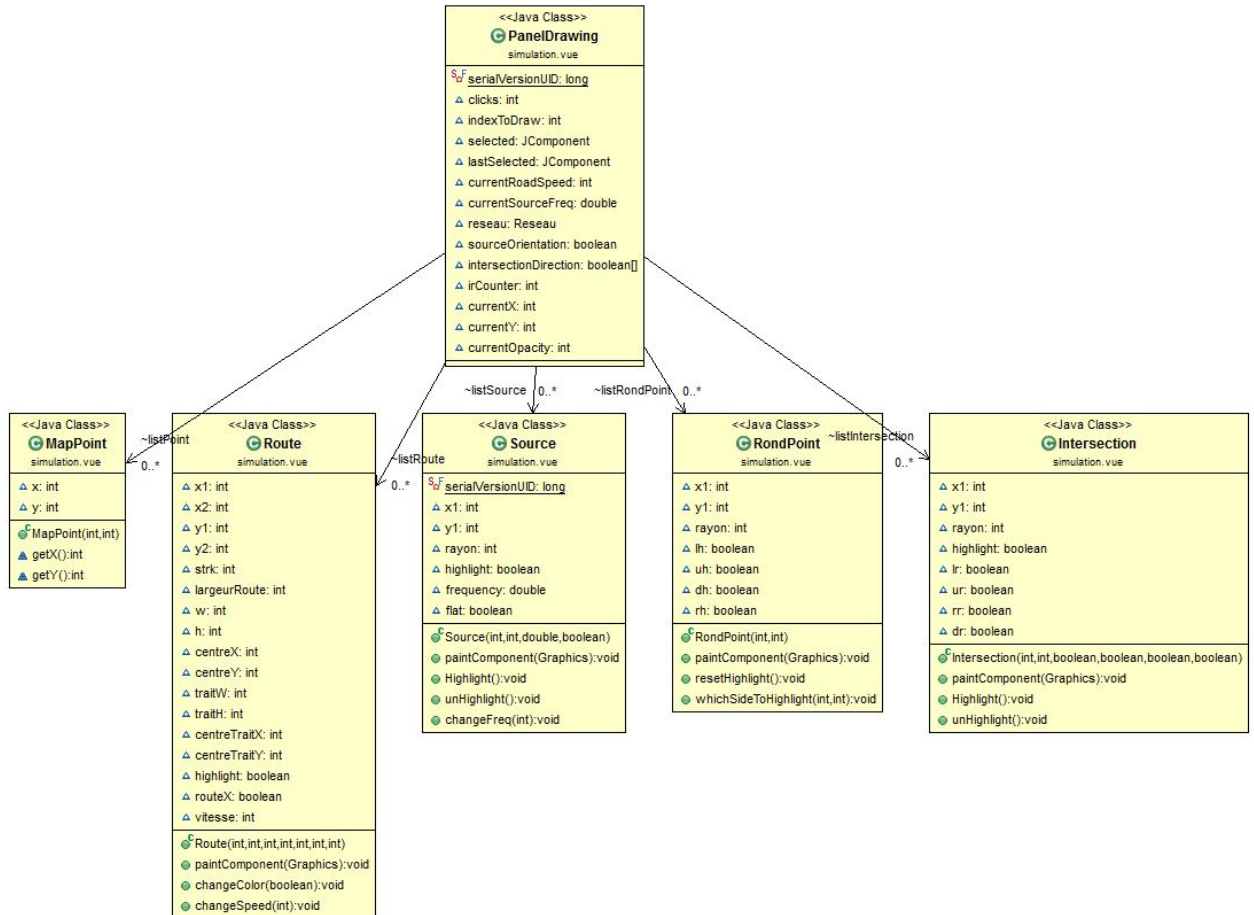 <<Java Class>>
PanelDrawing
simulation.vue
serialVersionUID: long
clicks: int
indexToDraw: int
selected: JComponent
lastSelected: JComponent
currentRoadSpeed: int
currentSourceFreq: double
reseau: Reseau
sourceOrientation: boolean
intersectionDirection: boolean[]
irCounter: int
currentX: int
currentY: int
currentOpacity: int
~listPoint
0..*
~listRoute
0..*
~listSource
0..*
~listRondPoint
0..*
~listIntersection
0..*
<<Java Class>>
MapPoint
simulation.vue
x: int
y: int
MapPoint(int,int)
getX():int
getY():int
<<Java Class>>
Route
simulation.vue
x1: int
x2: int
y1: int
y2: int
strk: int
largeurRoute: int
w: int
h: int
centreX: int
centreY: int
traitW: int
traitH: int
centreTraitX: int
centreTraitY: int
highlight: boolean
routeX: boolean
vitesse: int
Route(int,int,int,int,int,int,int)
paintComponent(Graphics):void
changeColor(boolean):void
changeSpeed(int):void
<<Java Class>>
Source
simulation.vue
serialVersionUID: long
x1: int
y1: int
rayon: int
highlight: boolean
frequency: double
flat: boolean
Source(int,int,double,boolean)
paintComponent(Graphics):void
Highlight():void
unHighlight():void
changeFreq(int):void
<<Java Class>>
RondPoint
simulation.vue
x1: int
y1: int
rayon: int
lh: boolean
uh: boolean
dh: boolean
rh: boolean
RondPoint(int,int)
paintComponent(Graphics):void
resetHighlight():void
whichSideToHighlight(int,int):void
<<Java Class>>
Intersection
simulation.vue
x1: int
y1: int
rayon: int
highlight: boolean
lr: boolean
ur: boolean
rr: boolean
dr: boolean
Intersection(int,int,boolean,boolean,boolean,boolean)
paintComponent(Graphics):void
Highlight():void
unHighlight():void